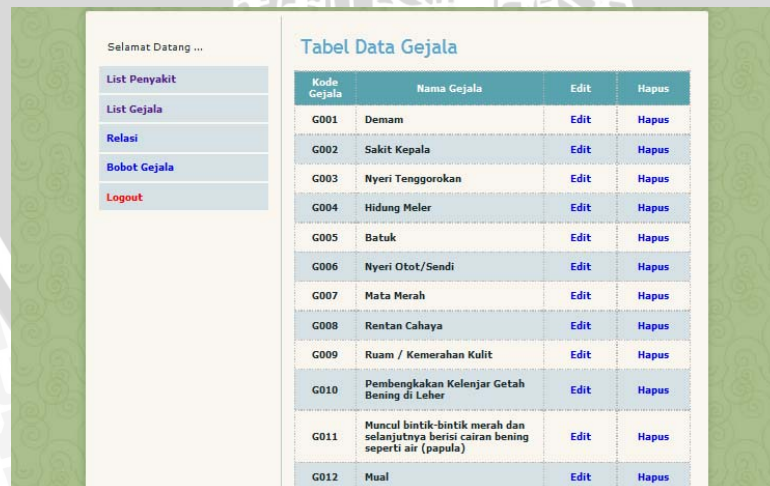 Selamat Datang ...
List Penyakit
List Gejala
Relasi
Bobot Gejala
Logout
Tabel Data Gejala
Kode Gejala Nama Gejala Edit Hapus
G001 Demam Edit Hapus
G002 Sakit Kepala Edit Hapus
G003 Nyeri Tenggorokan Edit Hapus
G004 Hidung Meler Edit Hapus
G005 Batuk Edit Hapus
G006 Nyeri Otot/Sendi Edit Hapus
G007 Mata Merah Edit Hapus
G008 Rentan Cahaya Edit Hapus
G009 Ruam / Kemerahan Kulit Edit Hapus
G010 Pembengkakan Kelenjar Getah
Bening di Leher Edit Hapus
G011 Muncul bintik-bintik merah dan
selanjutnya berisi cairan bening
seperti air (papula) Edit Hapus
G012 Mual Edit Hapus